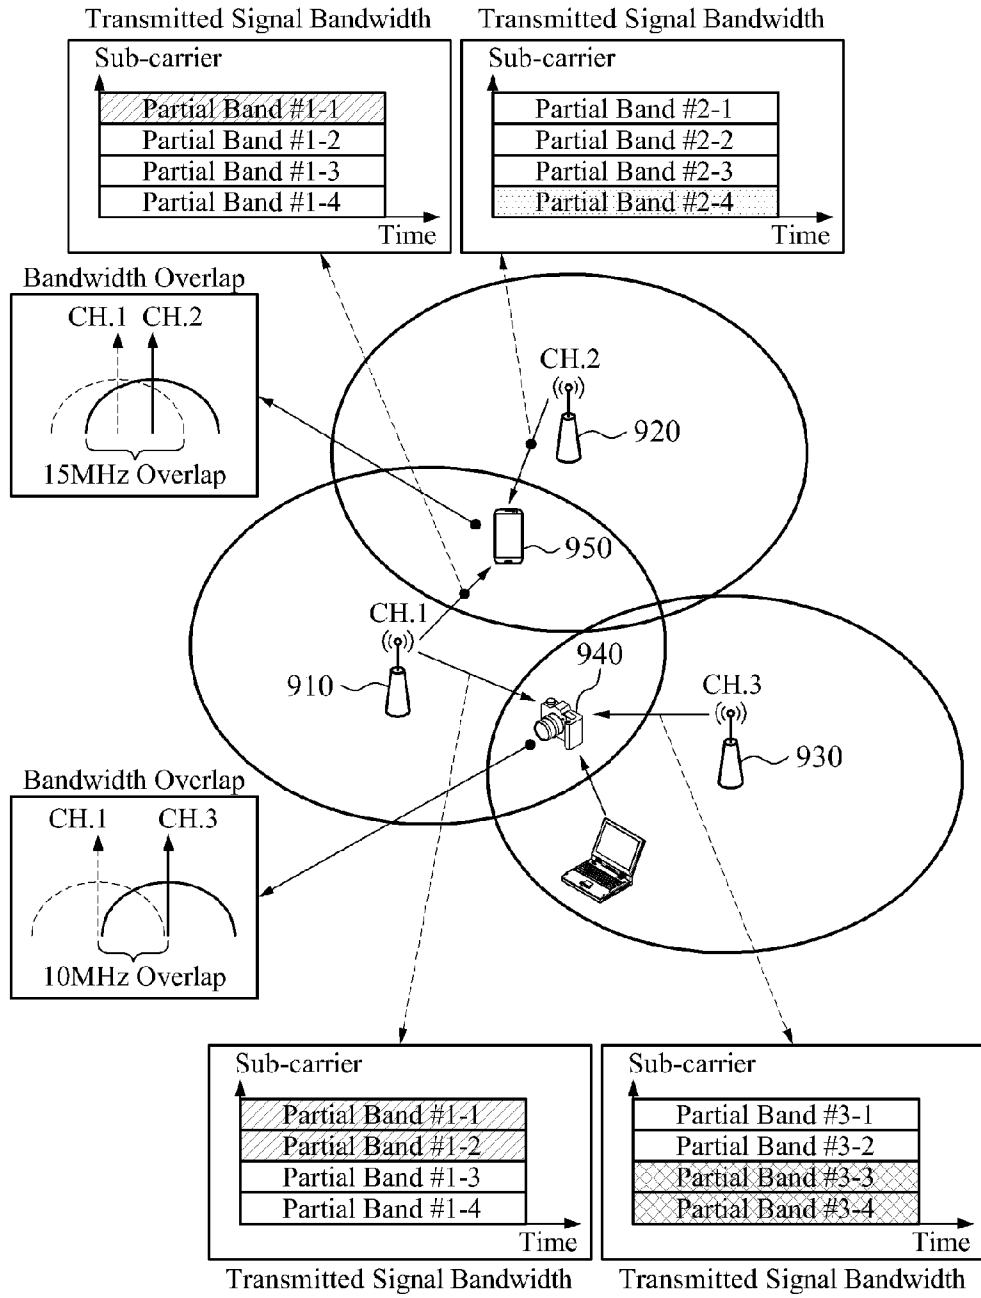 Transmitted Signal Bandwidth
Sub-carrier
Partial Band #1-1
Partial Band #1-2
Partial Band #1-3
Partial Band #1-4
Time
Transmitted Signal Bandwidth
Sub-carrier
Partial Band #2-1
Partial Band #2-2
Partial Band #2-3
Partial Band #2-4
Time
Bandwidth Overlap
CH.1 CH.2
15MHz Overlap
CH.2
920
950
CH.1
910
940
CH.3
930
Bandwidth Overlap
CH.1 CH.3
10MHz Overlap
Sub-carrier
Partial Band #1-1
Partial Band #1-2
Partial Band #1-3
Partial Band #1-4
Time
Transmitted Signal Bandwidth
Sub-carrier
Partial Band #3-1
Partial Band #3-2
Partial Band #3-3
Partial Band #3-4
Time
Transmitted Signal Bandwidth